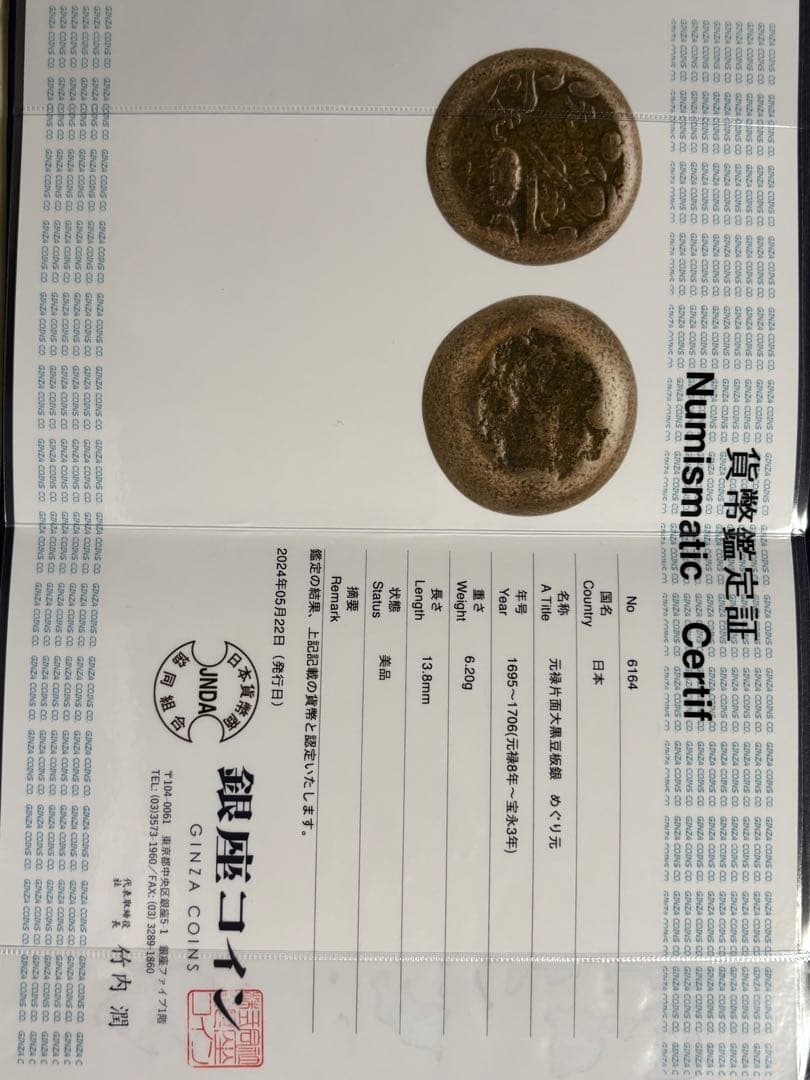 貨幣鑑定証
Numismatic Certif
No 6164
国名 日本
Country
名称 元禄片面大黒豆板銀 めぐり元
A Title
年号 1695～1706(元禄8年～宝永3年)
Year
重さ 6.20g
Weight
長さ 13.8mm
Length
状態 美品
Status
摘要
Remark
鑑定の結果、上記記載の貨幣と認定いたします。
2024年05月22日（発行日）
日本貨幣商
JNDA
協同組合
銀座コイン
GINZA COINS
〒104-0061 東京都中央区銀座5-1 銀座ファイブ1階
TEL: (03)3573-1960／FAX: (03) 3289-1860
代表取締役
社長 竹内 潤
GINZA COINS CO